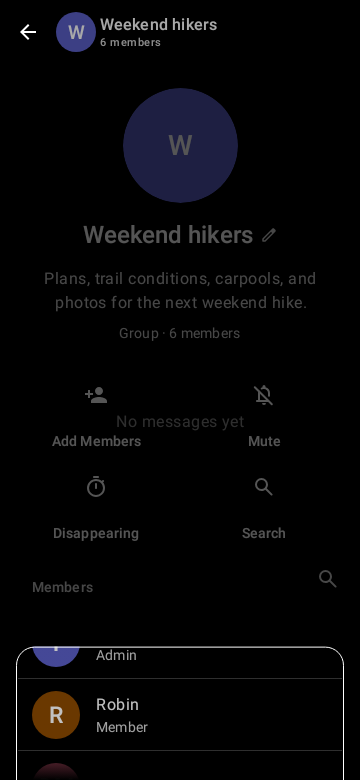 W
Weekend hikers
6 members
W
Weekend hikers
Plans, trail conditions, carpools, and
photos for the next weekend hike.
Group · 6 members
No messages yet
Add Members
Mute
Disappearing
Search
Members
Admin
R
Robin
Member